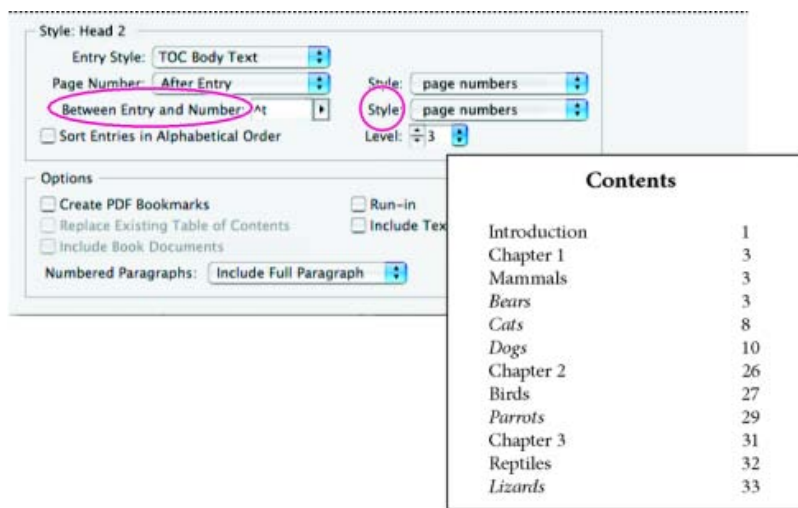 Style: Head 2
Entry Style: TOC Body Text
Page Number: After Entry Style: page numbers
Between Entry and Number: ^t Style: page numbers
Sort Entries in Alphabetical Order Level: 3
Options
Create PDF Bookmarks Run-in
Replace Existing Table of Contents Include Tex
Include Book Documents
Numbered Paragraphs: Include Full Paragraph
Contents
Introduction 1
Chapter 1 3
Mammals 3
Bears 3
Cats 8
Dogs 10
Chapter 2 26
Birds 27
Parrots 29
Chapter 3 31
Reptiles 32
Lizards 33